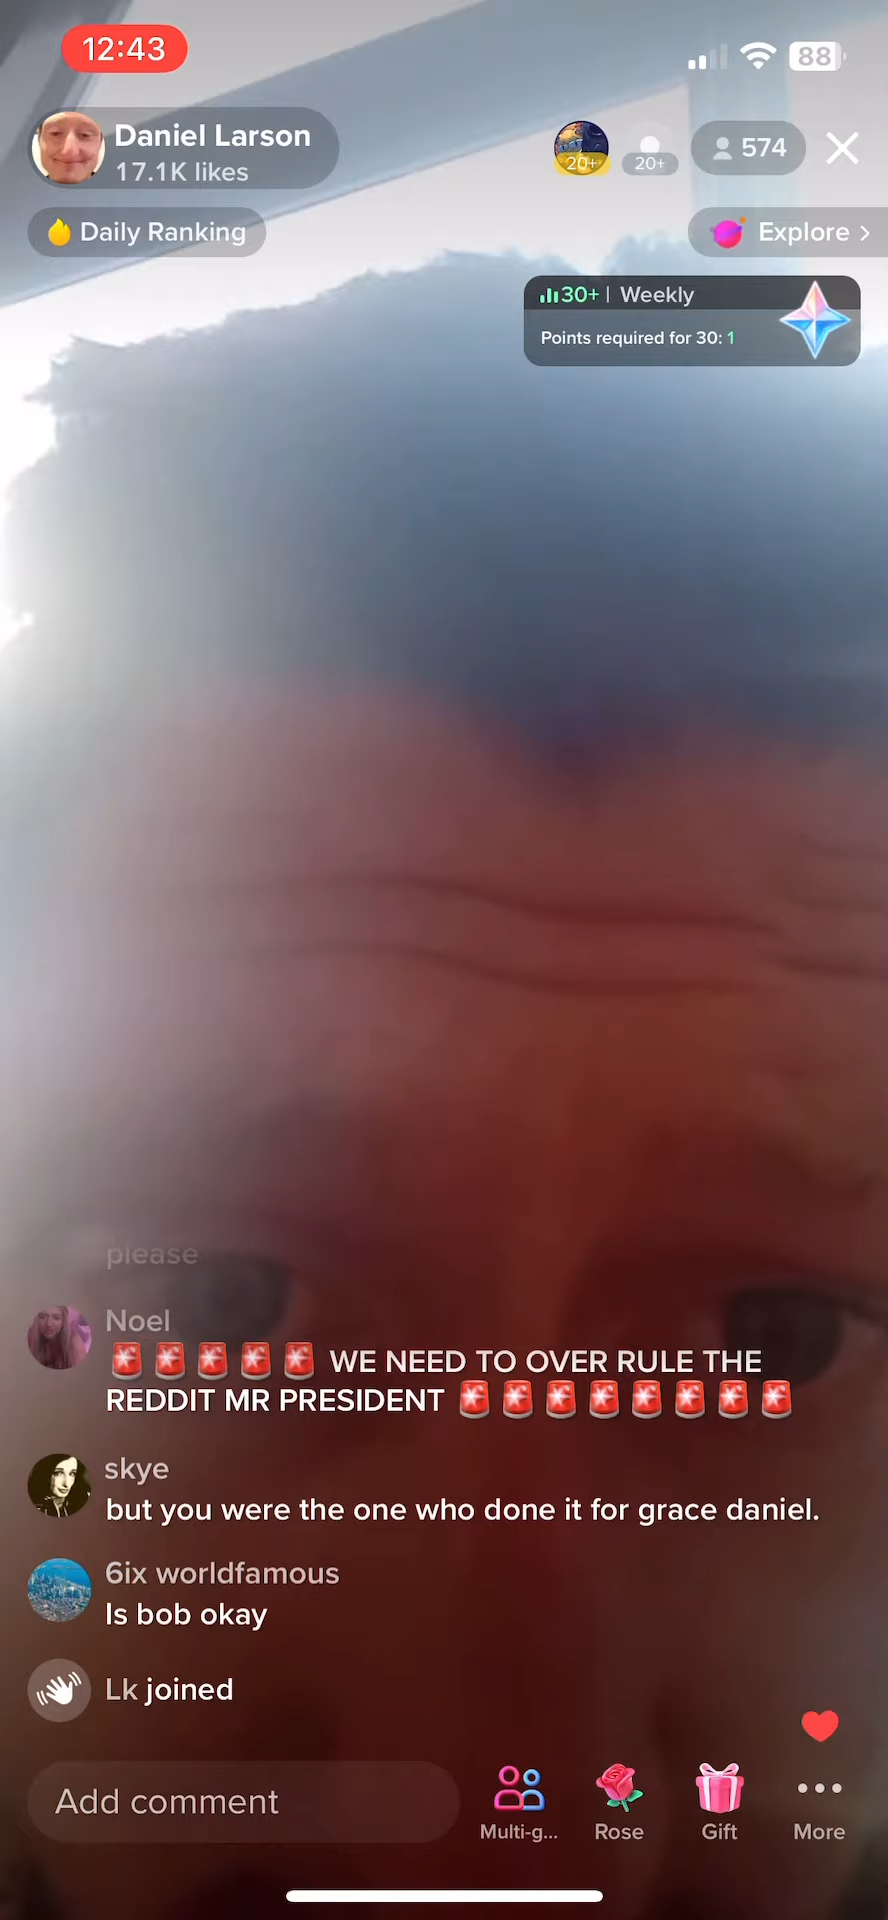 12:43
88
Daniel Larson
17.1K likes
20+
20+
574
Daily Ranking
Explore >
30+ | Weekly
Points required for 30: 1
please
Noel
🚨🚨🚨🚨🚨 WE NEED TO OVER RULE THE
REDDIT MR PRESIDENT 🚨🚨🚨🚨🚨🚨🚨🚨
skye
but you were the one who done it for grace daniel.
6ix worldfamous
Is bob okay
Lk joined
Add comment
Multi-g...
Rose
Gift
More